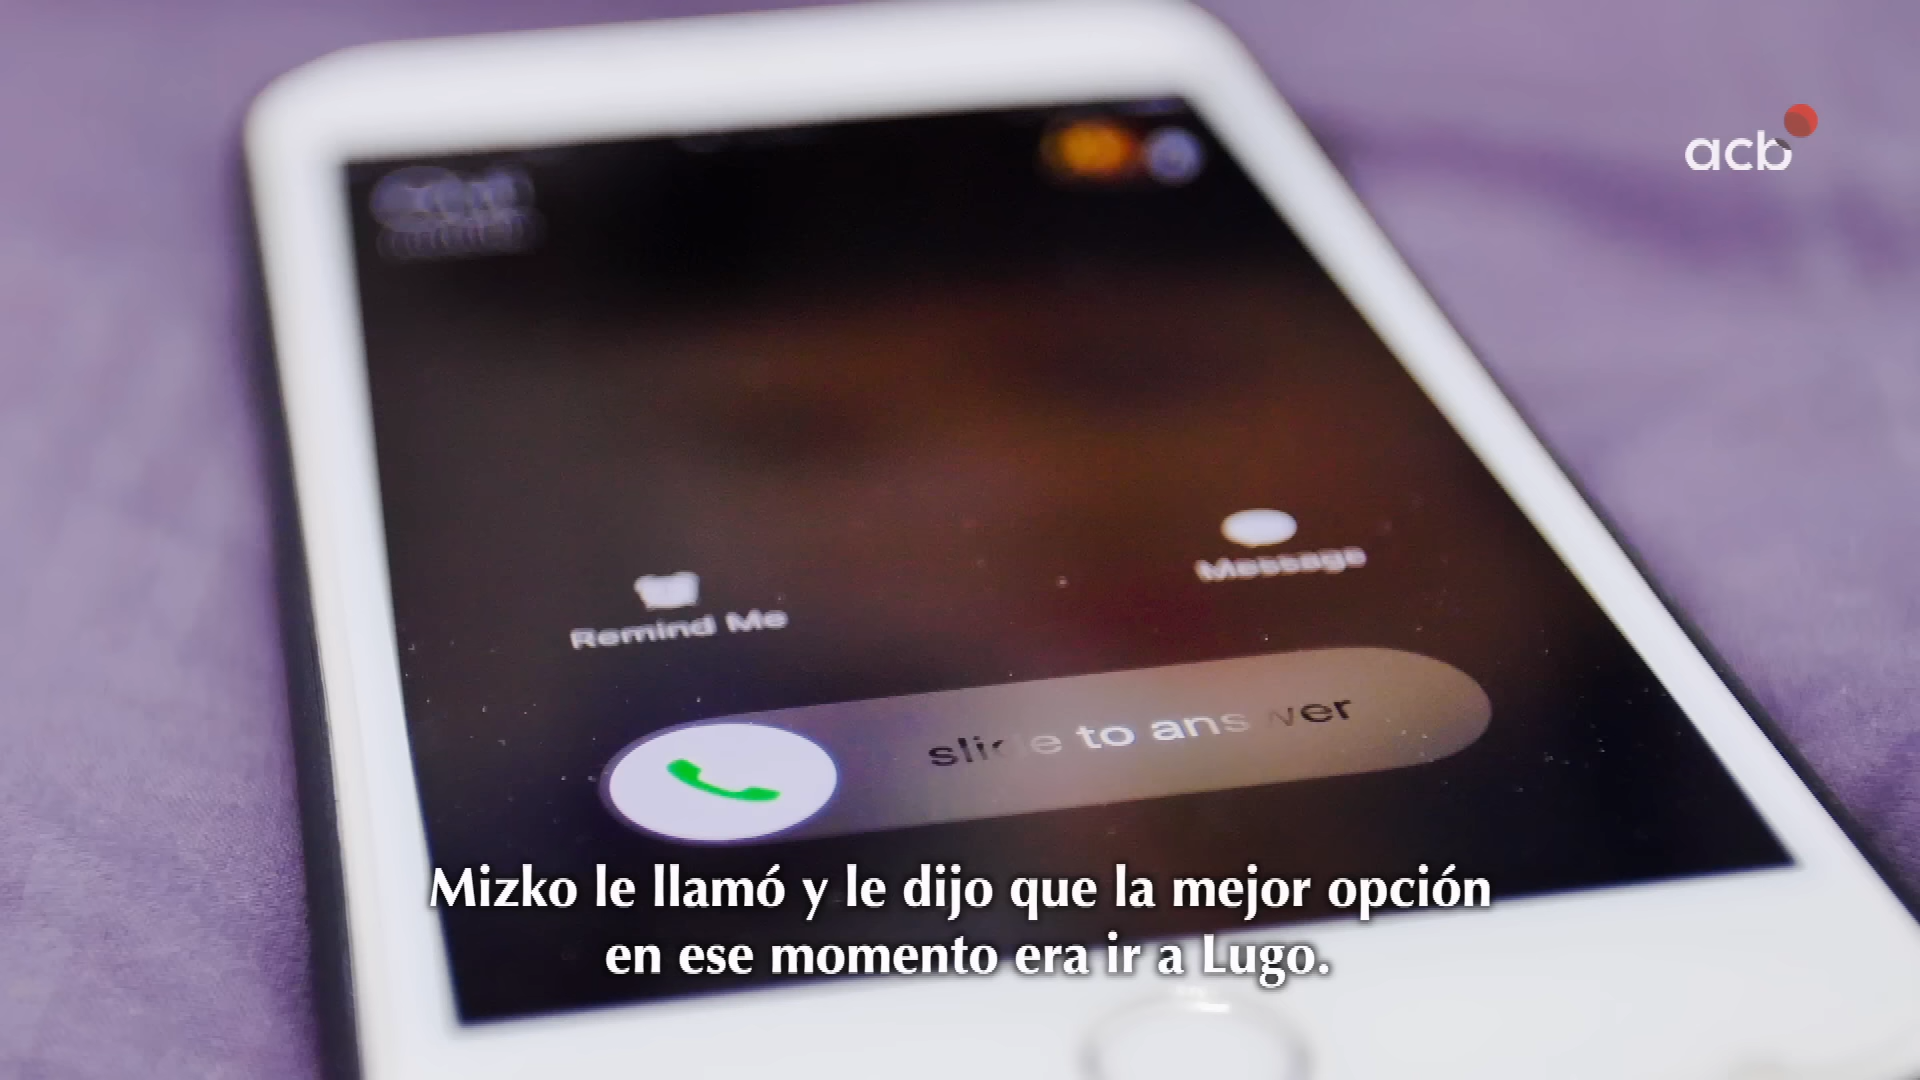 acb
Message
Remind Me
slide to answer
Mizko le llamó y le dijo que la mejor opción
en ese momento era ir a Lugo.